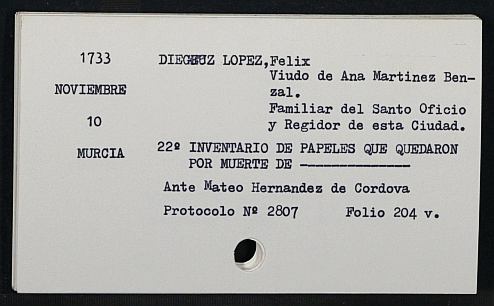 1733
NOVIEMBRE
10
MURCIA
DIEGUEZ LOPEZ,Felix
Viudo de Ana Martinez Ben-
zal.
Familiar del Santo Oficio
y Regidor de esta Ciudad.
22º INVENTARIO DE PAPELES QUE QUEDARON
POR MUERTE DE --------------
Ante Mateo Hernandez de Cordova
Protocolo Nº 2807 Folio 204 v.